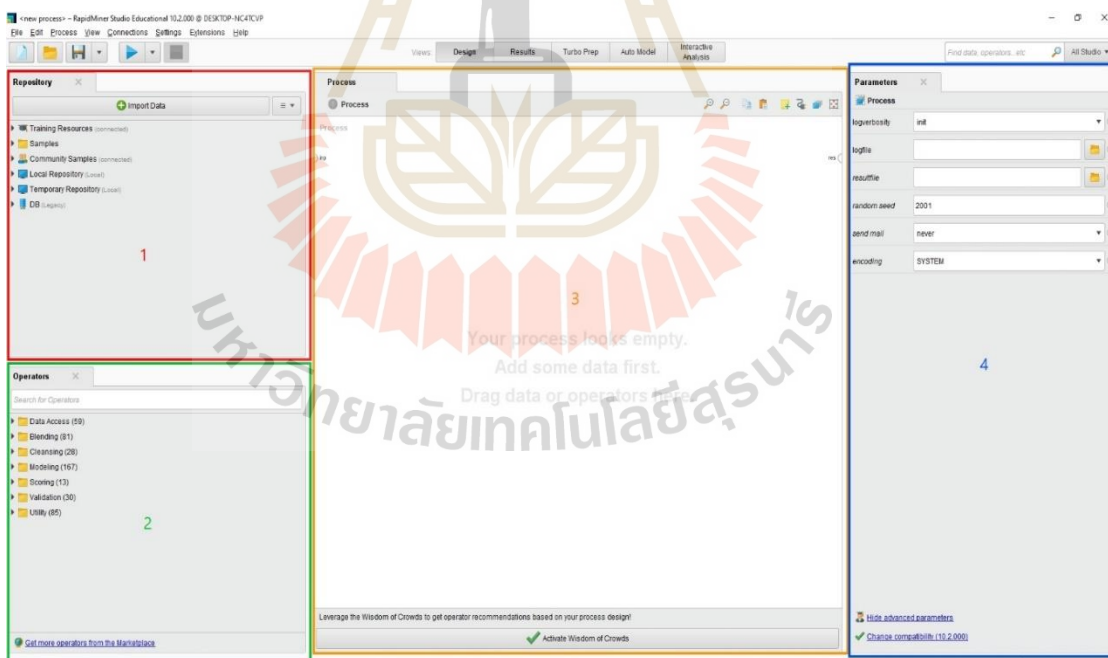 <new process> – RapidMiner Studio Educational 10.2.000 @ DESKTOP-NC4TCVP
File Edit Process View Connections Settings Extensions Help
Views: Design Results Turbo Prep Auto Model Interactive Analysis
Find data, operators...etc All Studio
Repository
Import Data
Training Resources (connected)
Samples
Community Samples (connected)
Local Repository (Local)
Temporary Repository (Local)
DB (Legacy)
1
Operators
Search for Operators
Data Access (59)
Blending (81)
Cleansing (28)
Modeling (167)
Scoring (13)
Validation (30)
Utility (85)
2
Get more operators from the Marketplace
Process
Process
Process
inp
res
3
Your process looks empty.
Add some data first.
Drag data or operators here.
มหาวิทยาลัยเทคโนโลยีสุรนารี
Leverage the Wisdom of Crowds to get operator recommendations based on your process design!
Activate Wisdom of Crowds
Parameters
Process
logverbosity init
logfile
resultfile
random seed 2001
send mail never
encoding SYSTEM
4
Hide advanced parameters
Change compatibility (10.2.000)